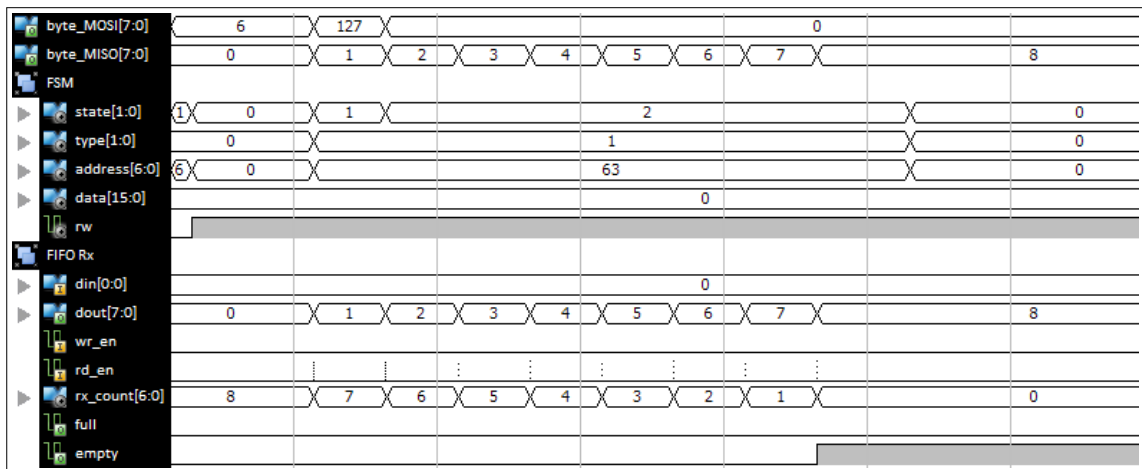 byte_MOSI[7:0] 6 127 0
byte_MISO[7:0] 0 1 2 3 4 5 6 7 8
FSM
state[1:0] 1 0 1 2 0
type[1:0] 0 1 0
address[6:0] 6 0 63 0
data[15:0] 0
rw
FIFO Rx
din[0:0] 0
dout[7:0] 0 1 2 3 4 5 6 7 8
wr_en
rd_en
rx_count[6:0] 8 7 6 5 4 3 2 1 0
full
empty